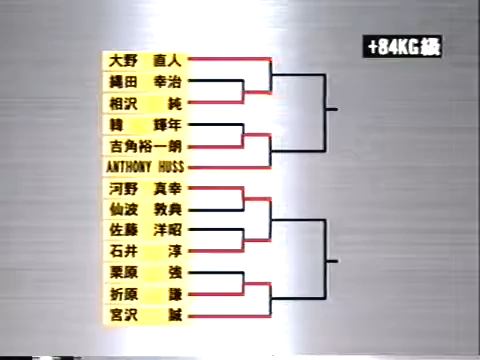 +84KG級
大野 直人
縄田 幸治
相沢 純
韓 輝年
吉角裕一朗
ANTHONY HUSS
河野 真幸
仙波 敦典
佐藤 洋昭
石井 淳
栗原 強
折原 謙
宮沢 誠